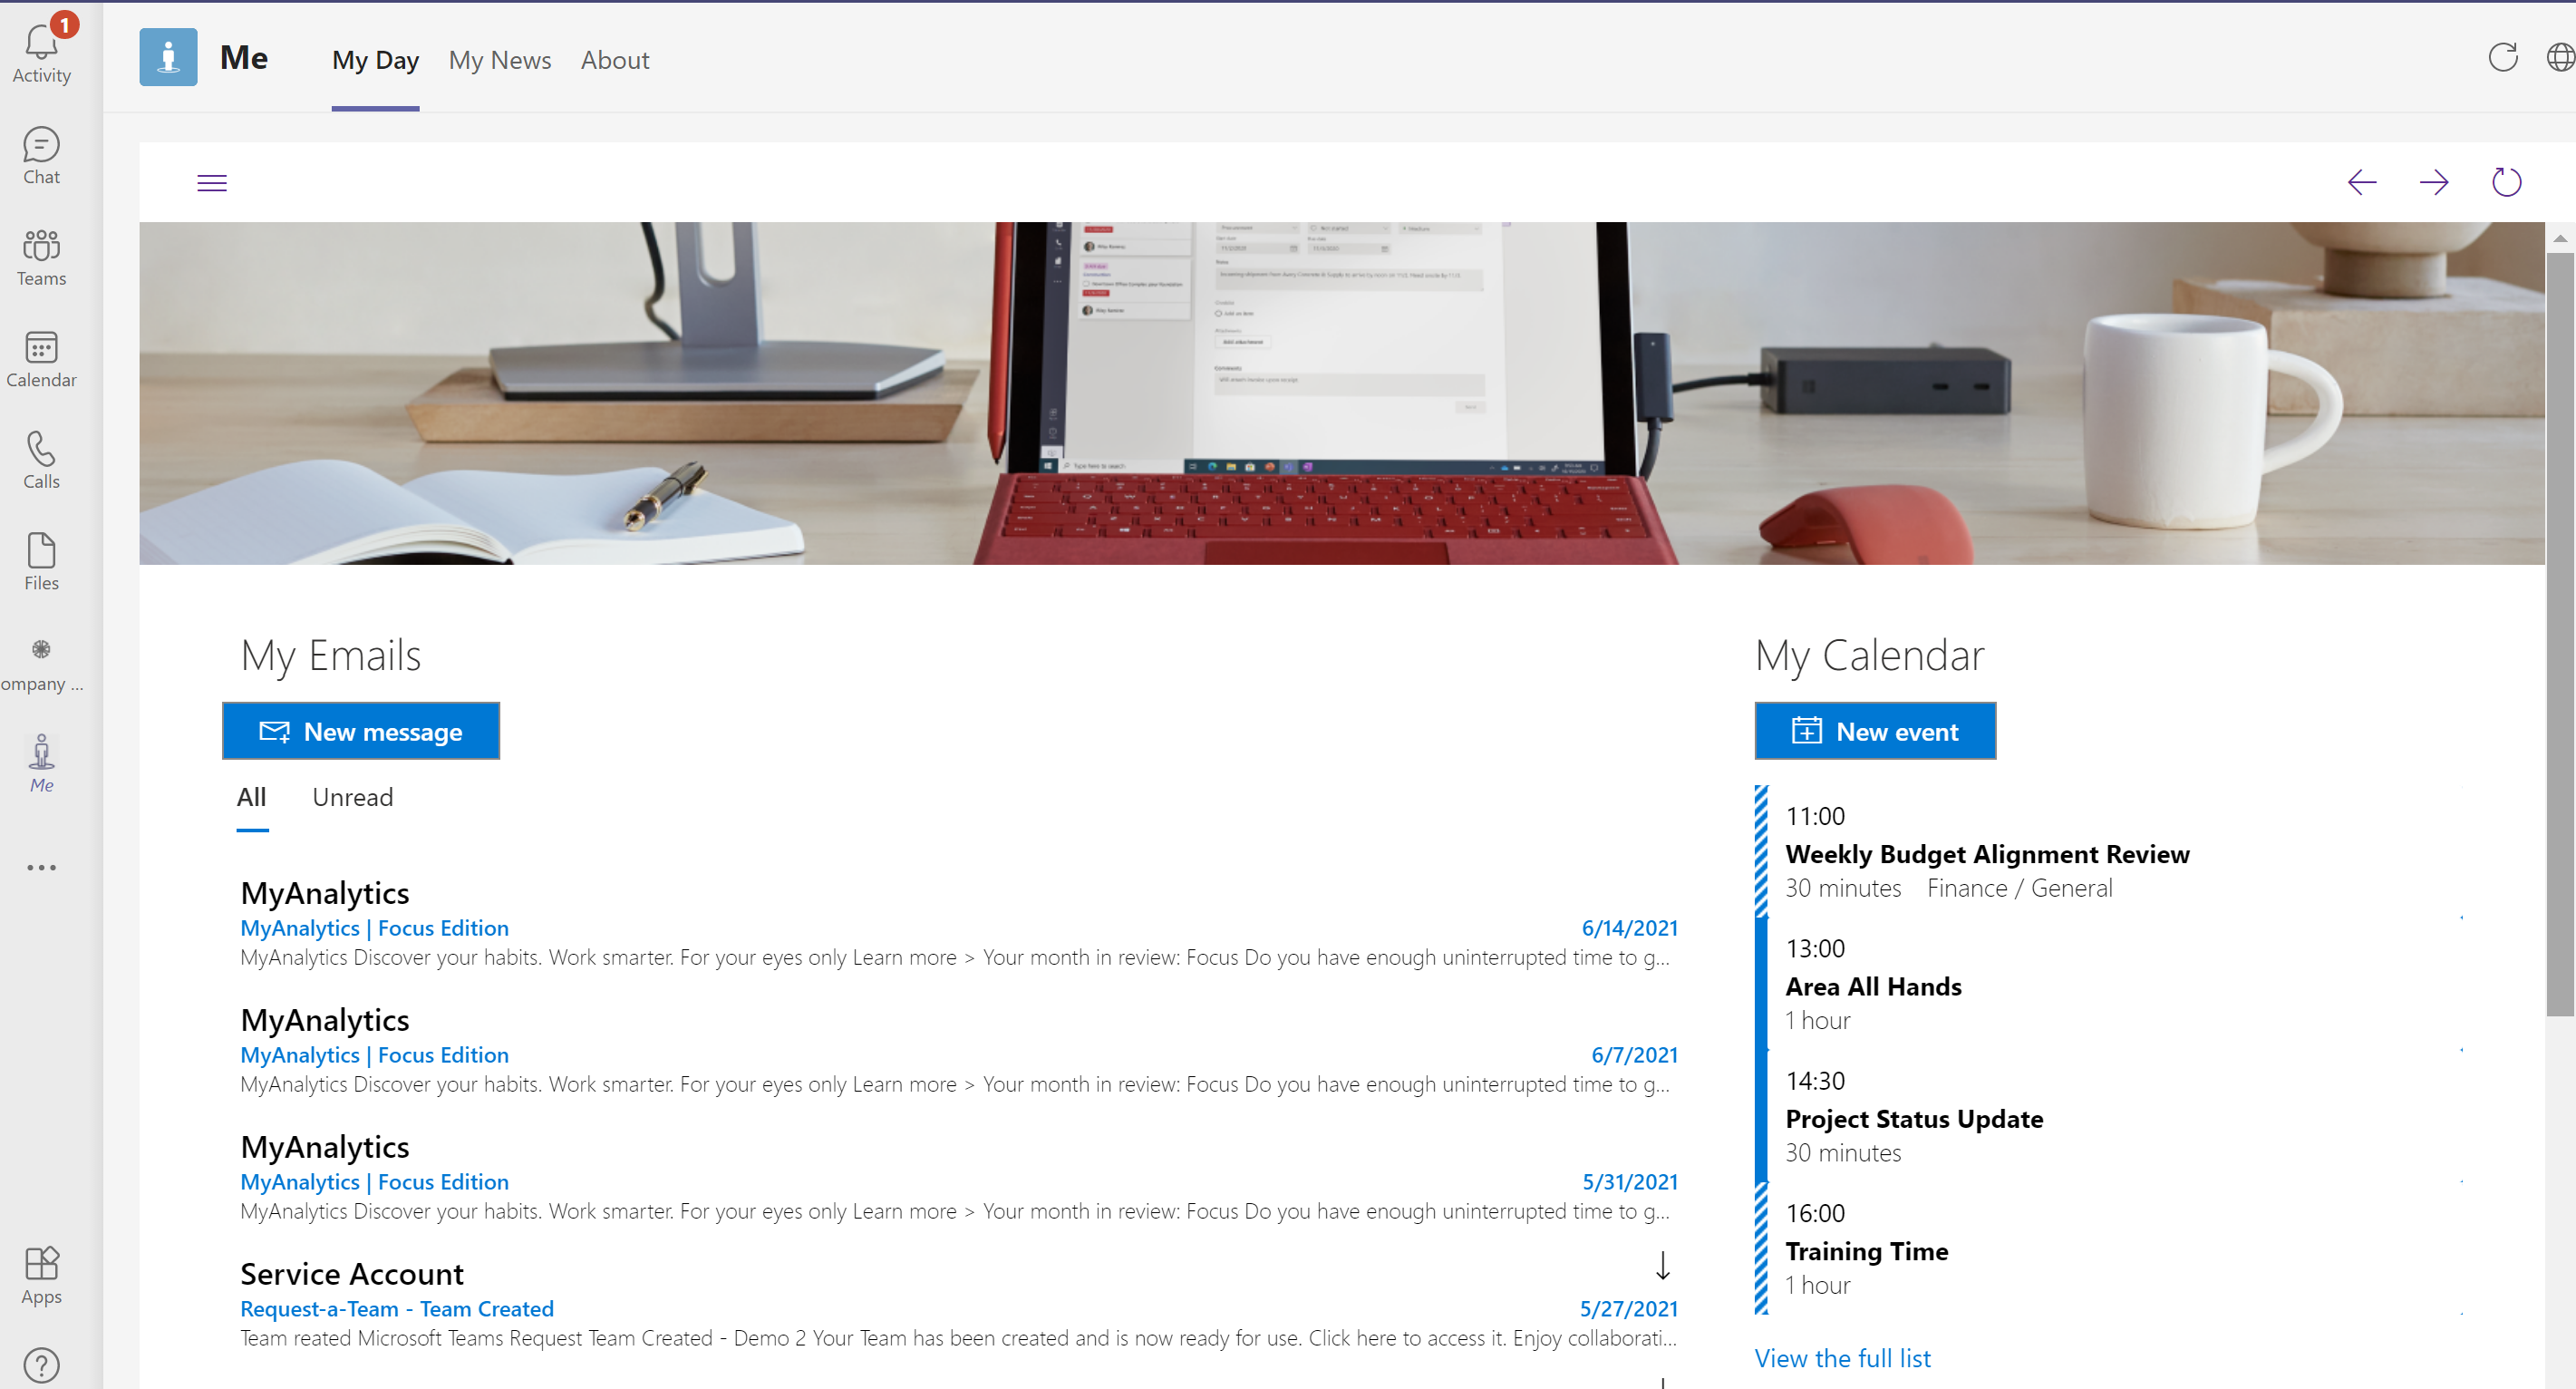 1
Activity
Chat
Teams
Calendar
Calls
Files
ompany ...
Me
Apps
Me
My Day
My News
About
Add attachment
Comments
Type here to search
My Emails
New message
All
Unread
MyAnalytics
MyAnalytics | Focus Edition
6/14/2021
MyAnalytics Discover your habits. Work smarter. For your eyes only Learn more > Your month in review: Focus Do you have enough uninterrupted time to g...
MyAnalytics
MyAnalytics | Focus Edition
6/7/2021
MyAnalytics Discover your habits. Work smarter. For your eyes only Learn more > Your month in review: Focus Do you have enough uninterrupted time to g...
MyAnalytics
MyAnalytics | Focus Edition
5/31/2021
MyAnalytics Discover your habits. Work smarter. For your eyes only Learn more > Your month in review: Focus Do you have enough uninterrupted time to g...
Service Account
Request-a-Team - Team Created
5/27/2021
Team reated Microsoft Teams Request Team Created - Demo 2 Your Team has been created and is now ready for use. Click here to access it. Enjoy collaborati...
My Calendar
New event
11:00
Weekly Budget Alignment Review
30 minutes Finance / General
13:00
Area All Hands
1 hour
14:30
Project Status Update
30 minutes
16:00
Training Time
1 hour
View the full list